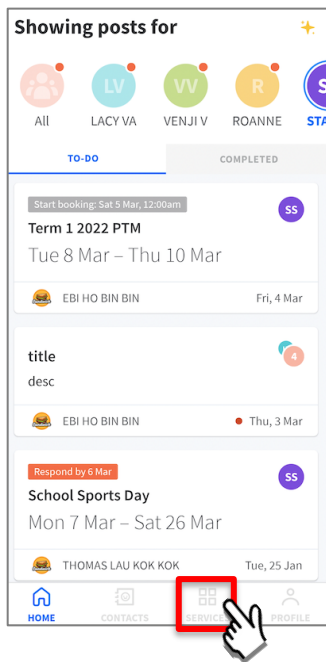 Showing posts for
LV VV R S
All LACY VA VENJI V ROANNE STA
TO-DO COMPLETED
Start booking: Sat 5 Mar, 12:00am
SS
Term 1 2022 PTM
Tue 8 Mar – Thu 10 Mar
EBI HO BIN BIN Fri, 4 Mar
title
4
desc
EBI HO BIN BIN Thu, 3 Mar
Respond by 6 Mar
SS
School Sports Day
Mon 7 Mar – Sat 26 Mar
THOMAS LAU KOK KOK Tue, 25 Jan
HOME CONTACTS SERVICE PROFILE